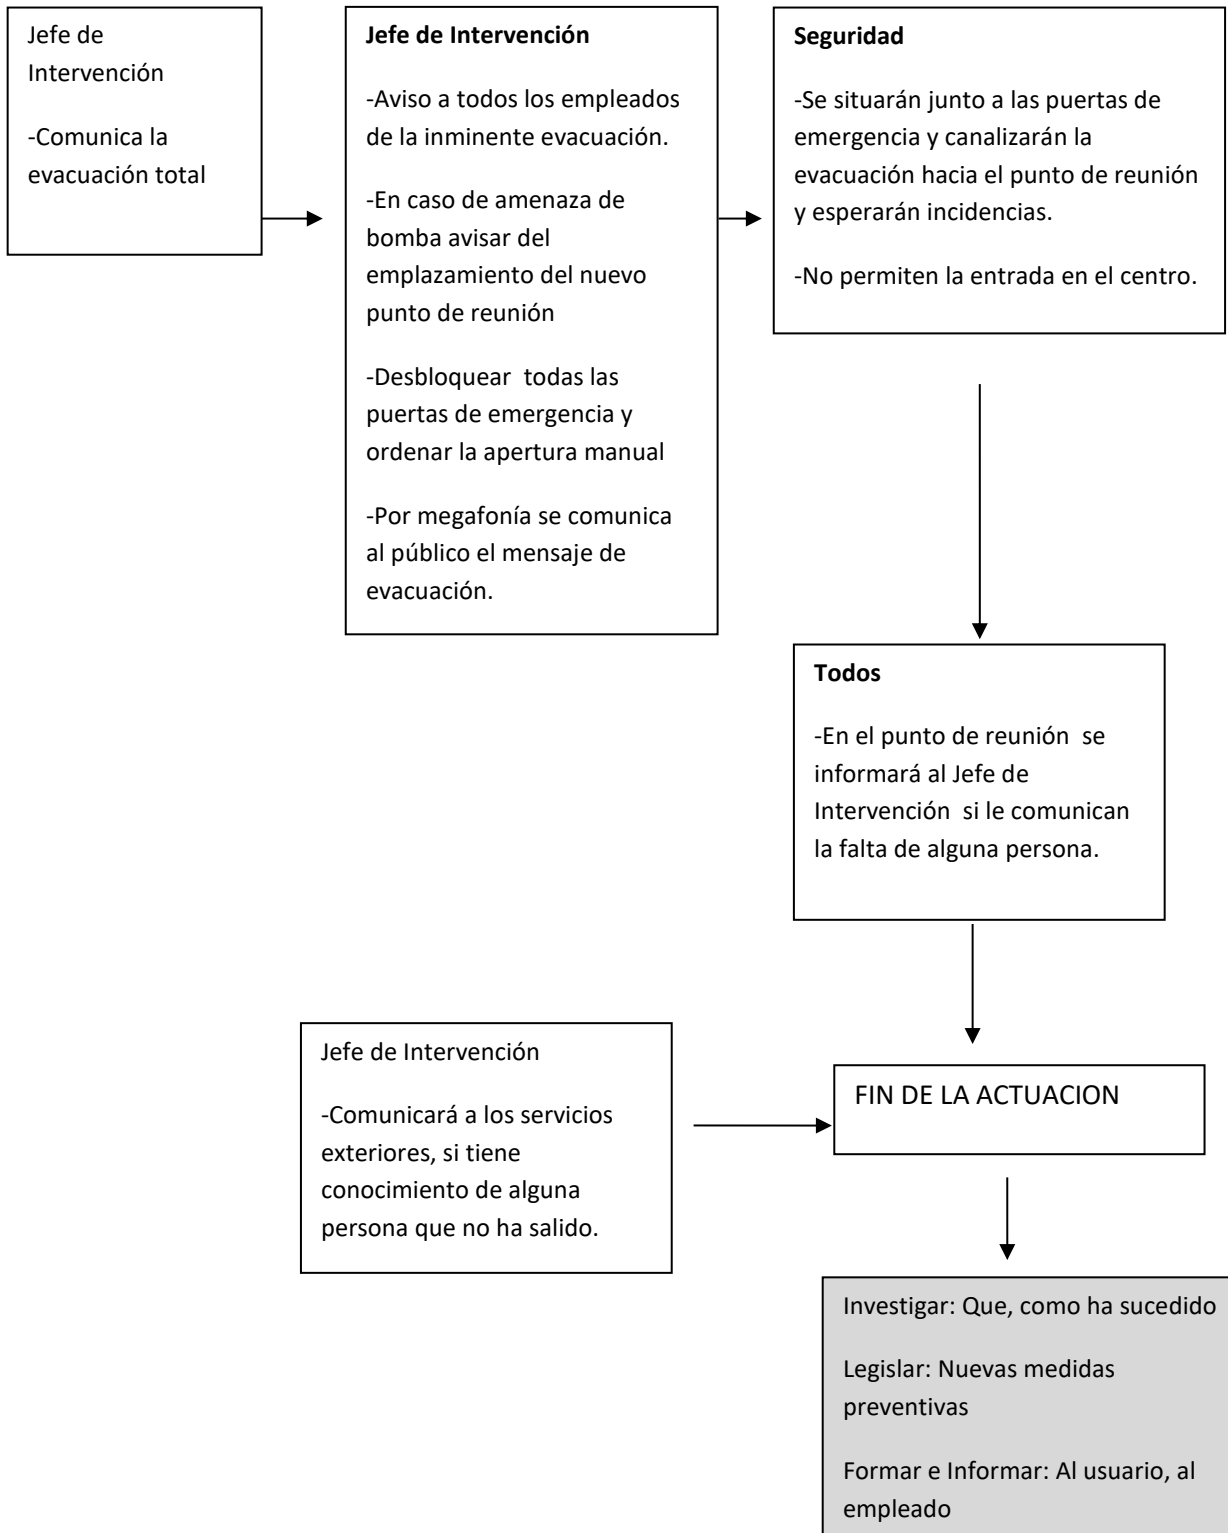 Jefe de
Intervención
-Comunica la
evacuación total
Jefe de Intervención
-Aviso a todos los empleados
de la inminente evacuación.
-En caso de amenaza de
bomba avisar del
emplazamiento del nuevo
punto de reunión
-Desbloquear todas las
puertas de emergencia y
ordenar la apertura manual
-Por megafonía se comunica
al público el mensaje de
evacuación.
Seguridad
-Se situarán junto a las puertas de
emergencia y canalizarán la
evacuación hacia el punto de reunión
y esperarán incidencias.
-No permiten la entrada en el centro.
Todos
-En el punto de reunión se
informará al Jefe de
Intervención si le comunican
la falta de alguna persona.
Jefe de Intervención
-Comunicará a los servicios
exteriores, si tiene
conocimiento de alguna
persona que no ha salido.
FIN DE LA ACTUACION
Investigar: Que, como ha sucedido
Legislar: Nuevas medidas
preventivas
Formar e Informar: Al usuario, al
empleado